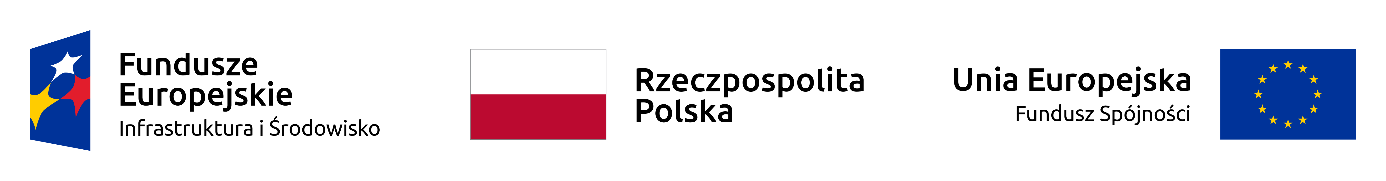 Fundusze
Europejskie
Infrastruktura i Środowisko
Rzeczpospolita
Polska
Unia Europejska
Fundusz Spójności